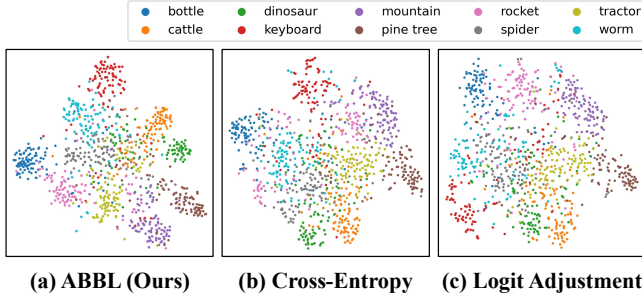 bottle dinosaur mountain rocket tractor
cattle keyboard pine tree spider worm
(a) ABBL (Ours) (b) Cross-Entropy (c) Logit Adjustment